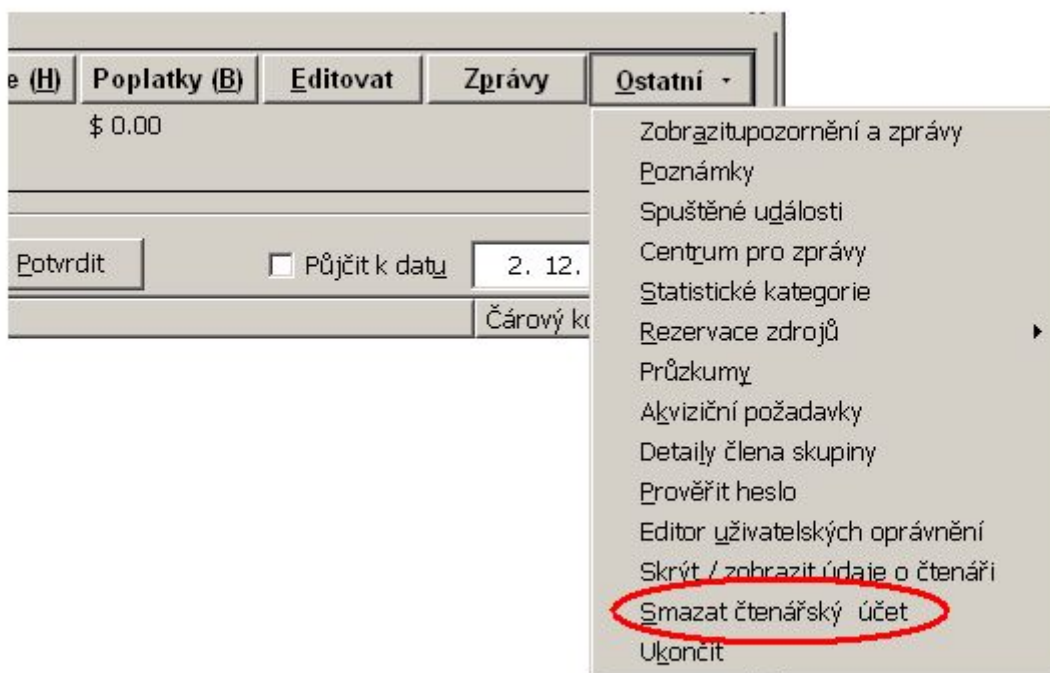 e (H) Poplatky (B) Editovat Zprávy Ostatní
$ 0.00
Zobrazitupozornění a zprávy
Poznámky
Spuštěné události
Potvrdit Půjčit k datu 2. 12.
Centrum pro zprávy
Statistické kategorie
Čárový
Rezervace zdrojů
Průzkumy
Akviziční požadavky
Detaily člena skupiny
Prověřit heslo
Editor uživatelských oprávnění
Skrýt / zobrazit údaje o čtenáři
Smazat čtenářský účet
Ukončit